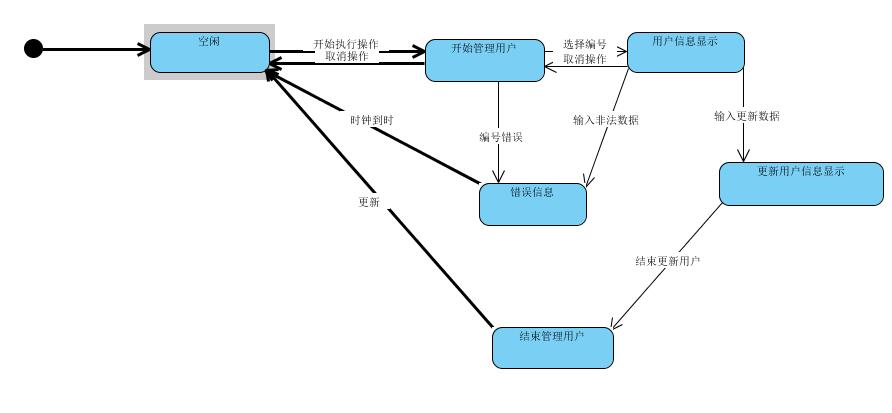 空闲
开始执行操作
取消操作
开始管理用户
选择编号
取消操作
用户信息显示
时钟到时
编号错误
输入非法数据
输入更新数据
更新用户信息显示
错误信息
更新
结束更新用户
结束管理用户